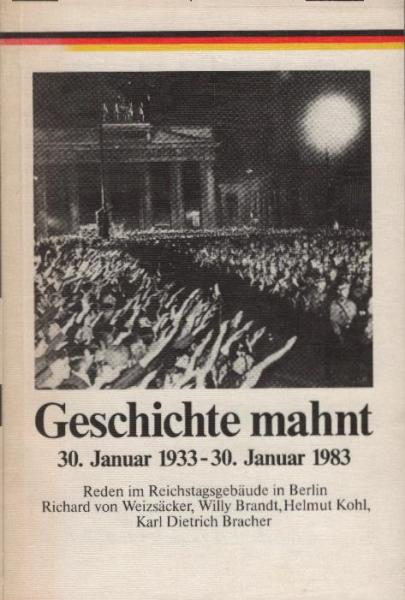 Geschichte mahnt
30. Januar 1933-30. Januar 1983
Reden im Reichstagsgebäude in Berlin
Richard von Weizsäcker, Willy Brandt, Helmut Kohl,
Karl Dietrich Bracher